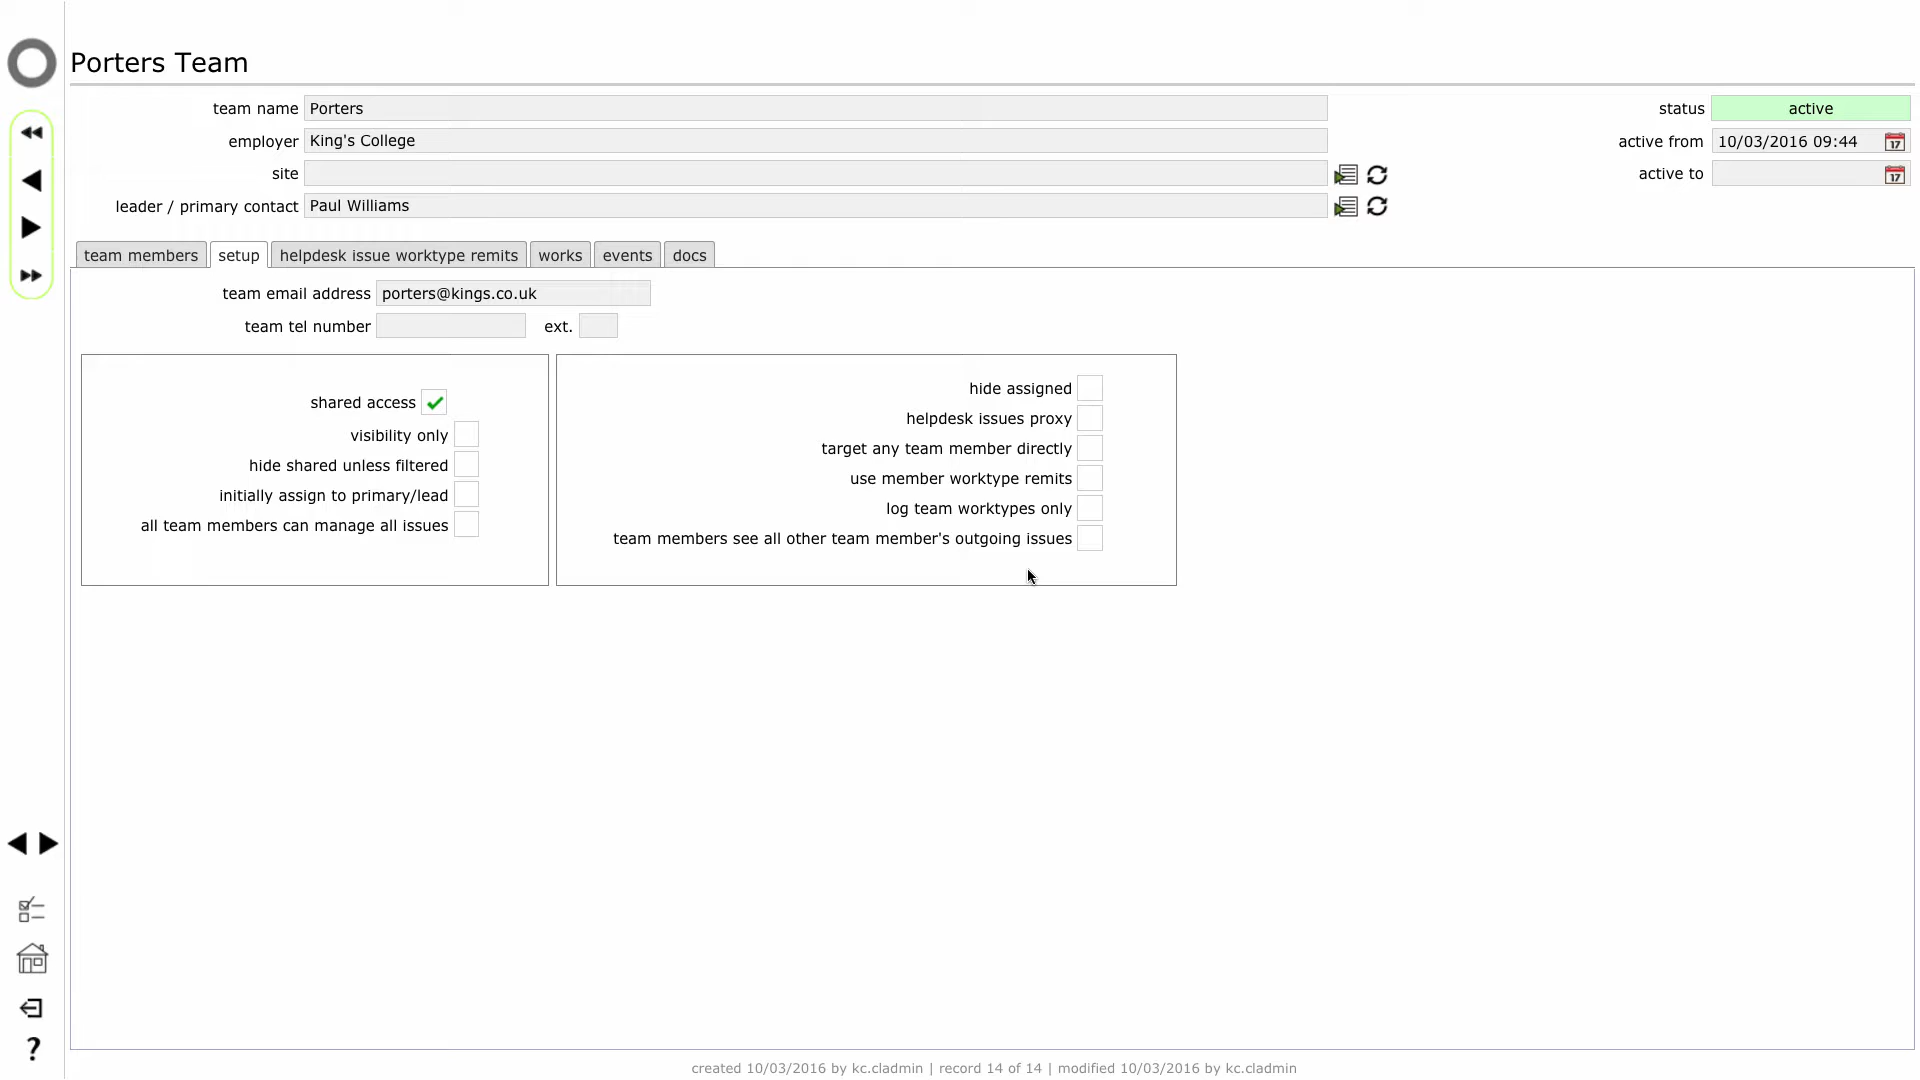 Porters Team
team name Porters
status active
employer King's College
active from 10/03/2016 09:44 17
site
active to 17
leader / primary contact Paul Williams
team members setup helpdesk issue worktype remits works events docs
team email address porters@kings.co.uk
team tel number ext.
shared access
visibility only
hide shared unless filtered
initially assign to primary/lead
all team members can manage all issues
hide assigned
helpdesk issues proxy
target any team member directly
use member worktype remits
log team worktypes only
team members see all other team member's outgoing issues
?
created 10/03/2016 by kc.cladmin | record 14 of 14 | modified 10/03/2016 by kc.cladmin